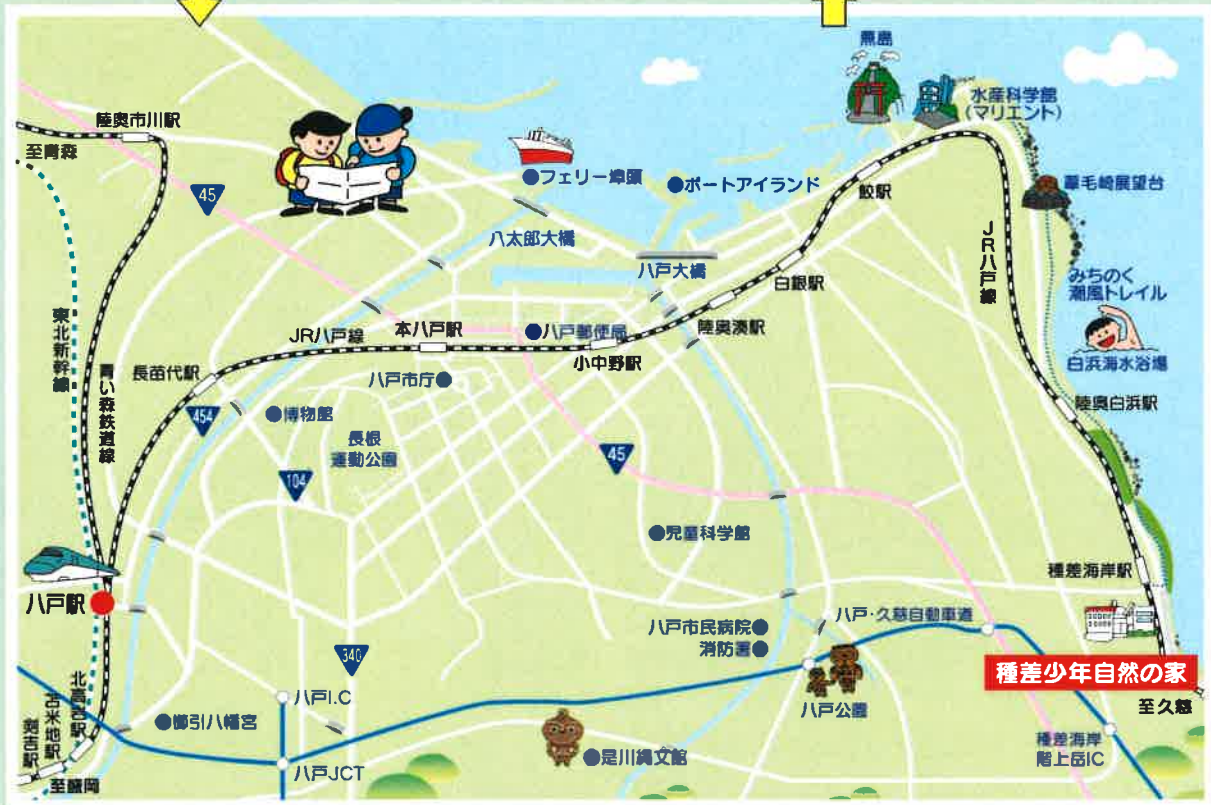 蕪島
水産科学館
(マリエント)
陸奥市川駅
至青森
45
●フェリー埠頭
●ポートアイランド
鮫駅
葦毛崎展望台
八太郎大橋
八戸大橋
白銀駅
JR八戸線
みちのく
潮風トレイル
東北新幹線
青い森鉄道線
JR八戸線
本八戸駅
●八戸郵便局
陸奥湊駅
小中野駅
白浜海水浴場
長苗代駅
八戸市庁●
陸奥白浜駅
454
●博物館
長根
運動公園
104
45
●児童科学館
種差海岸駅
八戸駅
八戸・久慈自動車道
八戸市民病院●
消防署●
340
種差少年自然の家
至久慈
北高岩駅
苫米地駅
剣吉駅
八戸I.C
●櫛引八幡宮
八戸公園
種差海岸
階上岳IC
●是川縄文館
八戸JCT
至盛岡